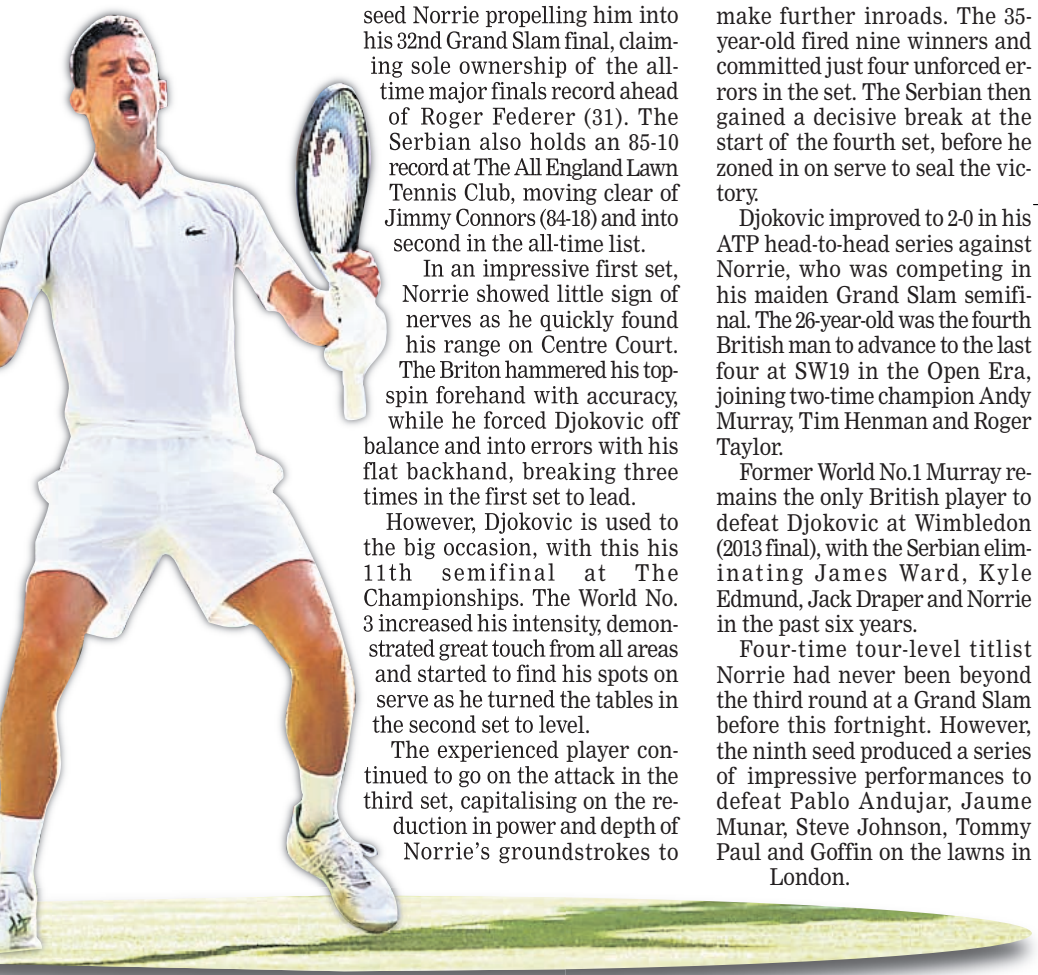 seed Norrie propelling him into
his 32nd Grand Slam final, claim-
ing sole ownership of the all-
time major finals record ahead
of Roger Federer (31). The
Serbian also holds an 85-10
record at The All England Lawn
Tennis Club, moving clear of
Jimmy Connors (84-18) and into
second in the all-time list.
In an impressive first set,
Norrie showed little sign of
nerves as he quickly found
his range on Centre Court.
The Briton hammered his top-
spin forehand with accuracy,
while he forced Djokovic off
balance and into errors with his
flat backhand, breaking three
times in the first set to lead.
However, Djokovic is used to
the big occasion, with this his
11th semifinal at The
Championships. The World No.
3 increased his intensity, demon-
strated great touch from all areas
and started to find his spots on
serve as he turned the tables in
the second set to level.
The experienced player con-
tinued to go on the attack in the
third set, capitalising on the re-
duction in power and depth of
Norrie's groundstrokes to
make further inroads. The 35-
year-old fired nine winners and
committed just four unforced er-
rors in the set. The Serbian then
gained a decisive break at the
start of the fourth set, before he
zoned in on serve to seal the vic-
tory.
Djokovic improved to 2-0 in his
ATP head-to-head series against
Norrie, who was competing in
his maiden Grand Slam semifi-
nal. The 26-year-old was the fourth
British man to advance to the last
four at SW19 in the Open Era,
joining two-time champion Andy
Murray, Tim Henman and Roger
Taylor.
Former World No.1 Murray re-
mains the only British player to
defeat Djokovic at Wimbledon
(2013 final), with the Serbian elim-
inating James Ward, Kyle
Edmund, Jack Draper and Norrie
in the past six years.
Four-time tour-level titlist
Norrie had never been beyond
the third round at a Grand Slam
before this fortnight. However,
the ninth seed produced a series
of impressive performances to
defeat Pablo Andujar, Jaume
Munar, Steve Johnson, Tommy
Paul and Goffin on the lawns in
London.